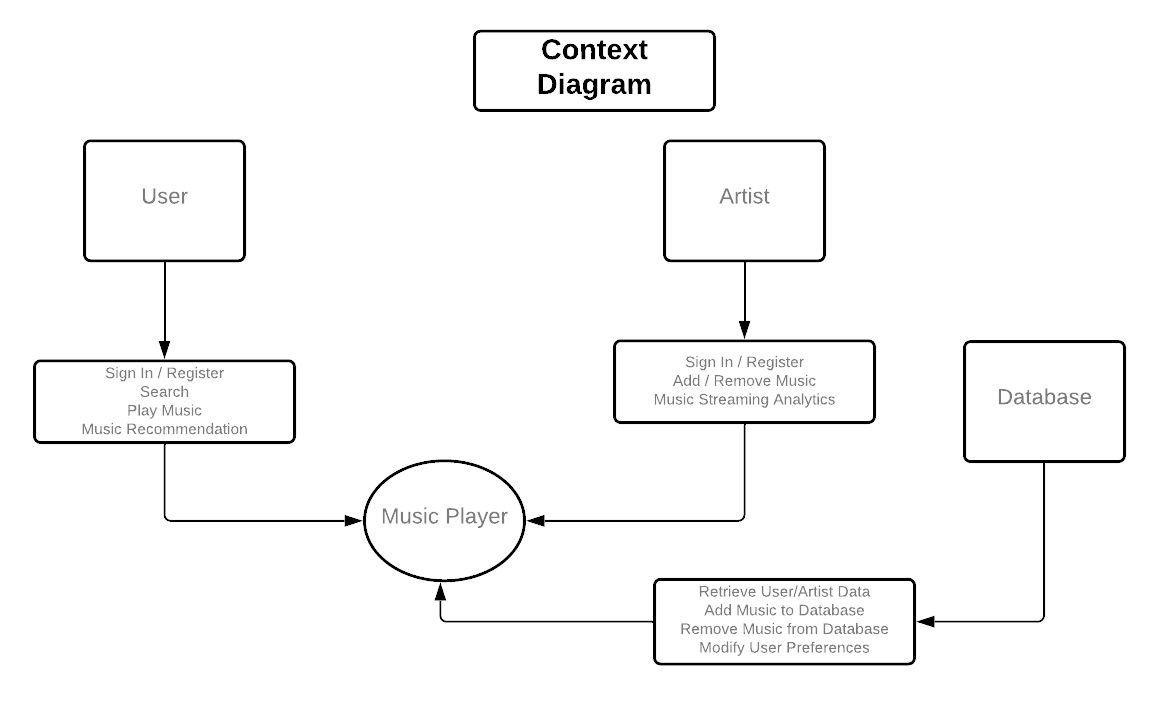 Context
Diagram
User
Artist
Sign In / Register
Search
Play Music
Music Recommendation
Sign In / Register
Add / Remove Music
Music Streaming Analytics
Database
Music Player
Retrieve User/Artist Data
Add Music to Database
Remove Music from Database
Modify User Preferences